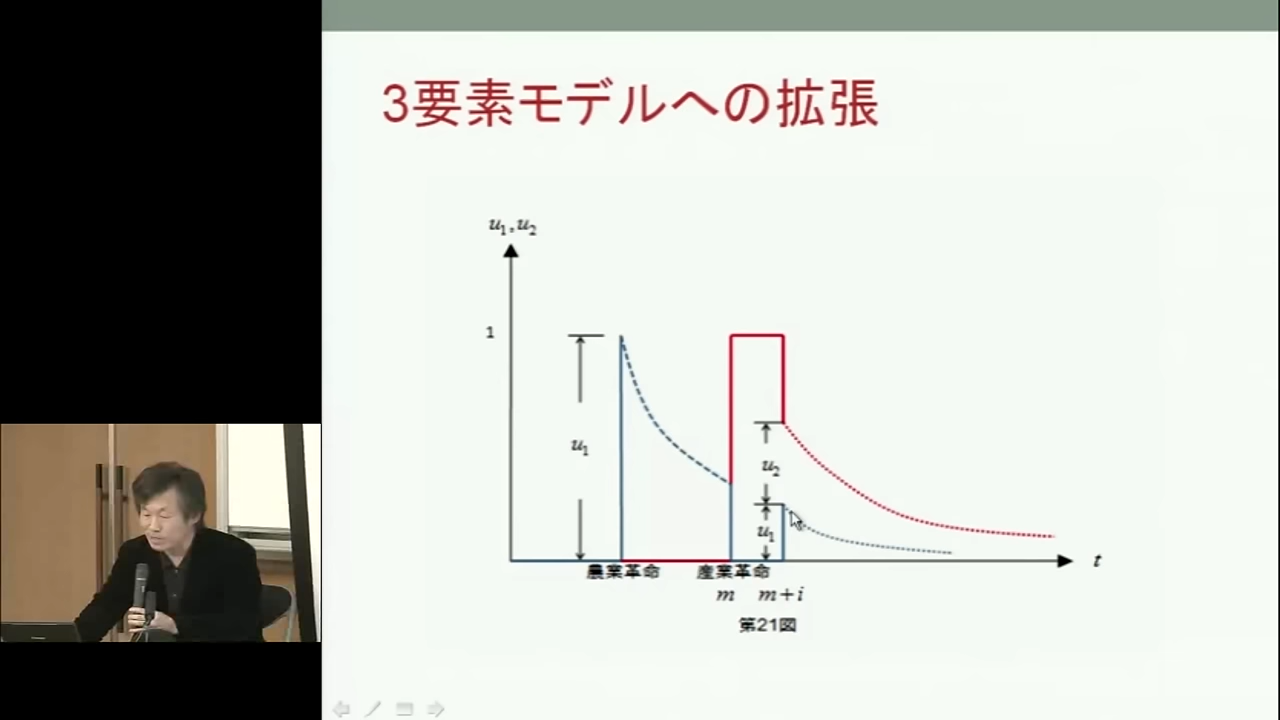 3要素モデルへの拡張
u₁,u₂
1
u₁
u₂
u₁
t
農業革命 産業革命
m m+i
第21図